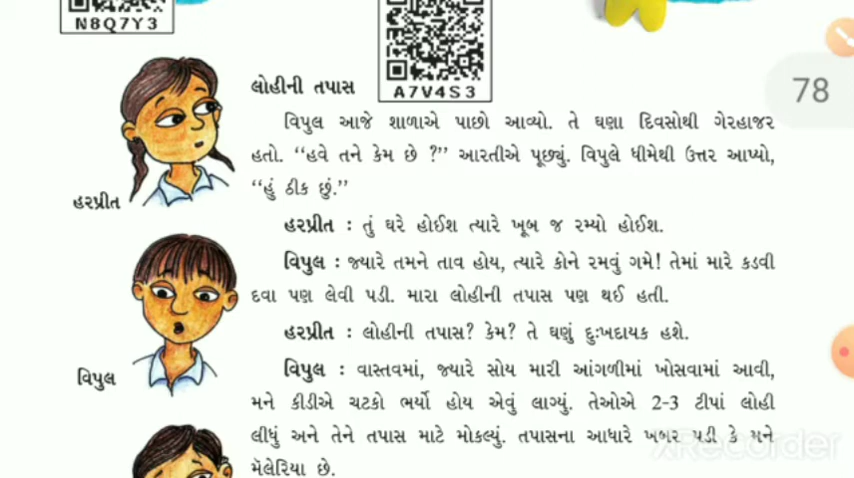 N8Q7Y3
A7V4S3
78
લોહીની તપાસ
વિપુલ આજે શાળાએ પાછો આવ્યો. તે ઘણા દિવસોથી ગેરહાજર
હતો. “હવે તને કેમ છે ?” આરતીએ પૂછ્યું. વિપુલે ધીમેથી ઉત્તર આપ્યો,
“હું ઠીક છું.”
હરપ્રીત
હરપ્રીત : તું ઘરે હોઈશ ત્યારે ખૂબ જ રમ્યો હોઈશ.
વિપુલ : જ્યારે તમને તાવ હોય, ત્યારે કોને રમવું ગમે! તેમાં મારે કડવી
દવા પણ લેવી પડી. મારા લોહીની તપાસ પણ થઈ હતી.
હરપ્રીત : લોહીની તપાસ? કેમ? તે ઘણું દુઃખદાયક હશે.
વિપુલ
વિપુલ : વાસ્તવમાં, જ્યારે સોય મારી આંગળીમાં ખોસવામાં આવી,
મને કીડીએ ચટકો ભર્યો હોય એવું લાગ્યું. તેઓએ 2-3 ટીપાં લોહી
લીધું અને તેને તપાસ માટે મોકલ્યું. તપાસના આધારે ખબર પડી કે મને
મૅલેરિયા છે.
XRecorder